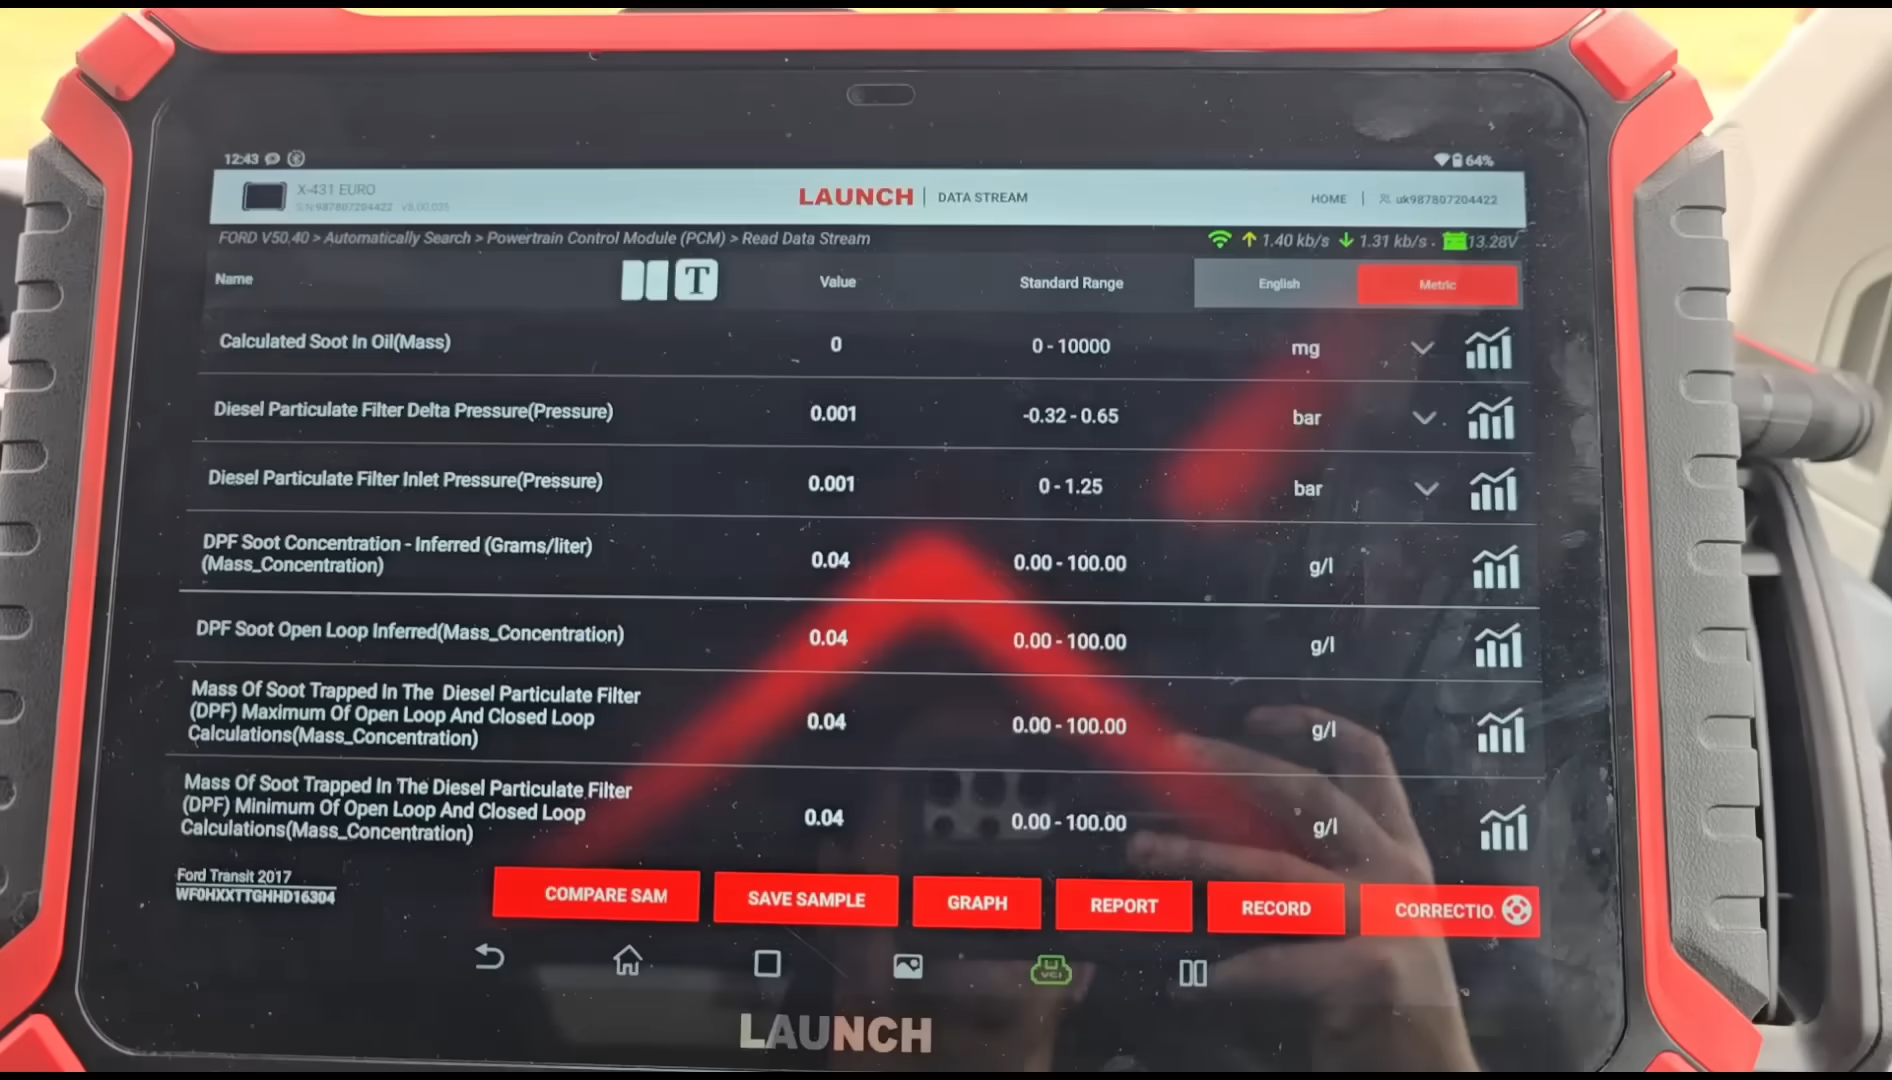 12:43 64%
X-431 EURO LAUNCH | DATA STREAM HOME | uk987807204422
S.N:987807204422 v5.00.035
FORD V50.40 > Automatically Search > Powertrain Control Module (PCM) > Read Data Stream 1.40 kb/s 1.31 kb/s 13.28V
Name T Value Standard Range English Metric
Calculated Soot In Oil(Mass) 0 0 - 10000 mg
Diesel Particulate Filter Delta Pressure(Pressure) 0.001 -0.32 - 0.65 bar
Diesel Particulate Filter Inlet Pressure(Pressure) 0.001 0 - 1.25 bar
DPF Soot Concentration - Inferred (Grams/liter)
(Mass_Concentration) 0.04 0.00 - 100.00 g/l
DPF Soot Open Loop Inferred(Mass_Concentration) 0.04 0.00 - 100.00 g/l
Mass Of Soot Trapped In The Diesel Particulate Filter
(DPF) Maximum Of Open Loop And Closed Loop 0.04 0.00 - 100.00 g/l
Calculations(Mass_Concentration)
Mass Of Soot Trapped In The Diesel Particulate Filter
(DPF) Minimum Of Open Loop And Closed Loop 0.04 0.00 - 100.00 g/l
Calculations(Mass_Concentration)
Ford Transit 2017
WF0HXXTTGHHD16304
COMPARE SAM SAVE SAMPLE GRAPH REPORT RECORD CORRECTIO
VCI
LAUNCH